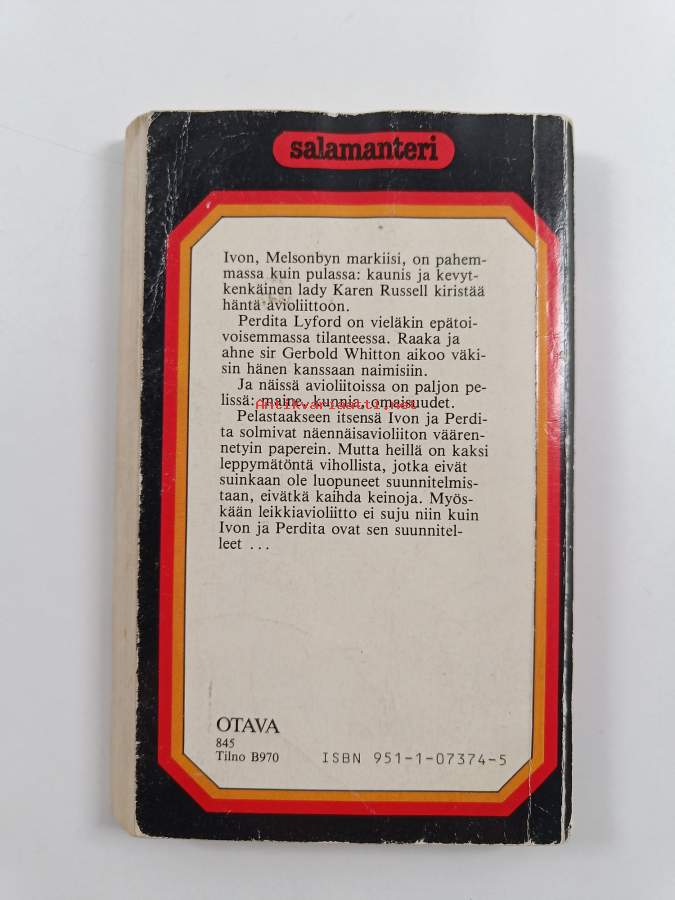 salamanteri
Ivon, Melsonbyn markiisi, on pahem-
massa kuin pulassa: kaunis ja kevyt-
kenkäinen lady Karen Russell kiristää
häntä avioliittoon.
Perdita Lyford on vieläkin epätoi-
voisemmassa tilanteessa. Raaka ja
ahne sir Gerbold Whitton aikoo väki-
sin hänen kanssaan naimisiin.
Ja näissä avioliitoissa on paljon pe-
lissä: maine, kunnia, omaisuudet.
Antikvariaatti.net
Pelastaakseen itsensä Ivon ja Perdi-
ta solmivat näennäisavioliiton väären-
netyin paperein. Mutta heillä on kaksi
leppymätöntä vihollista, jotka eivät
suinkaan ole luopuneet suunnitelmis-
taan, eivätkä kaihda keinoja. Myös-
kään leikkiavioliitto ei suju niin kuin
Ivon ja Perdita ovat sen suunnitel-
leet ...
OTAVA
845
Tilno B970
ISBN 951-1-07374-5